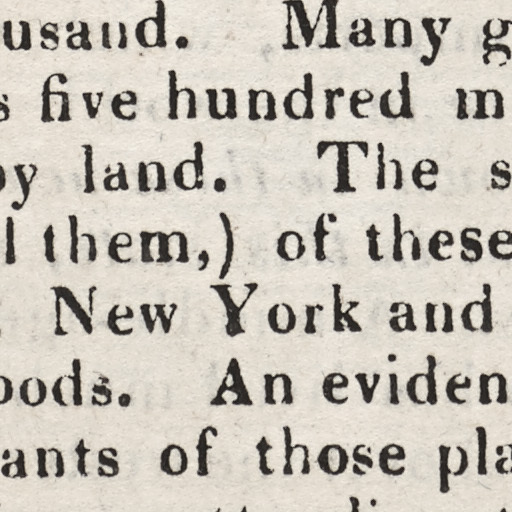 usand. Many g
s five hundred m
by land. The s
l them,) of these
New York and
oods. An eviden
ants of those pla